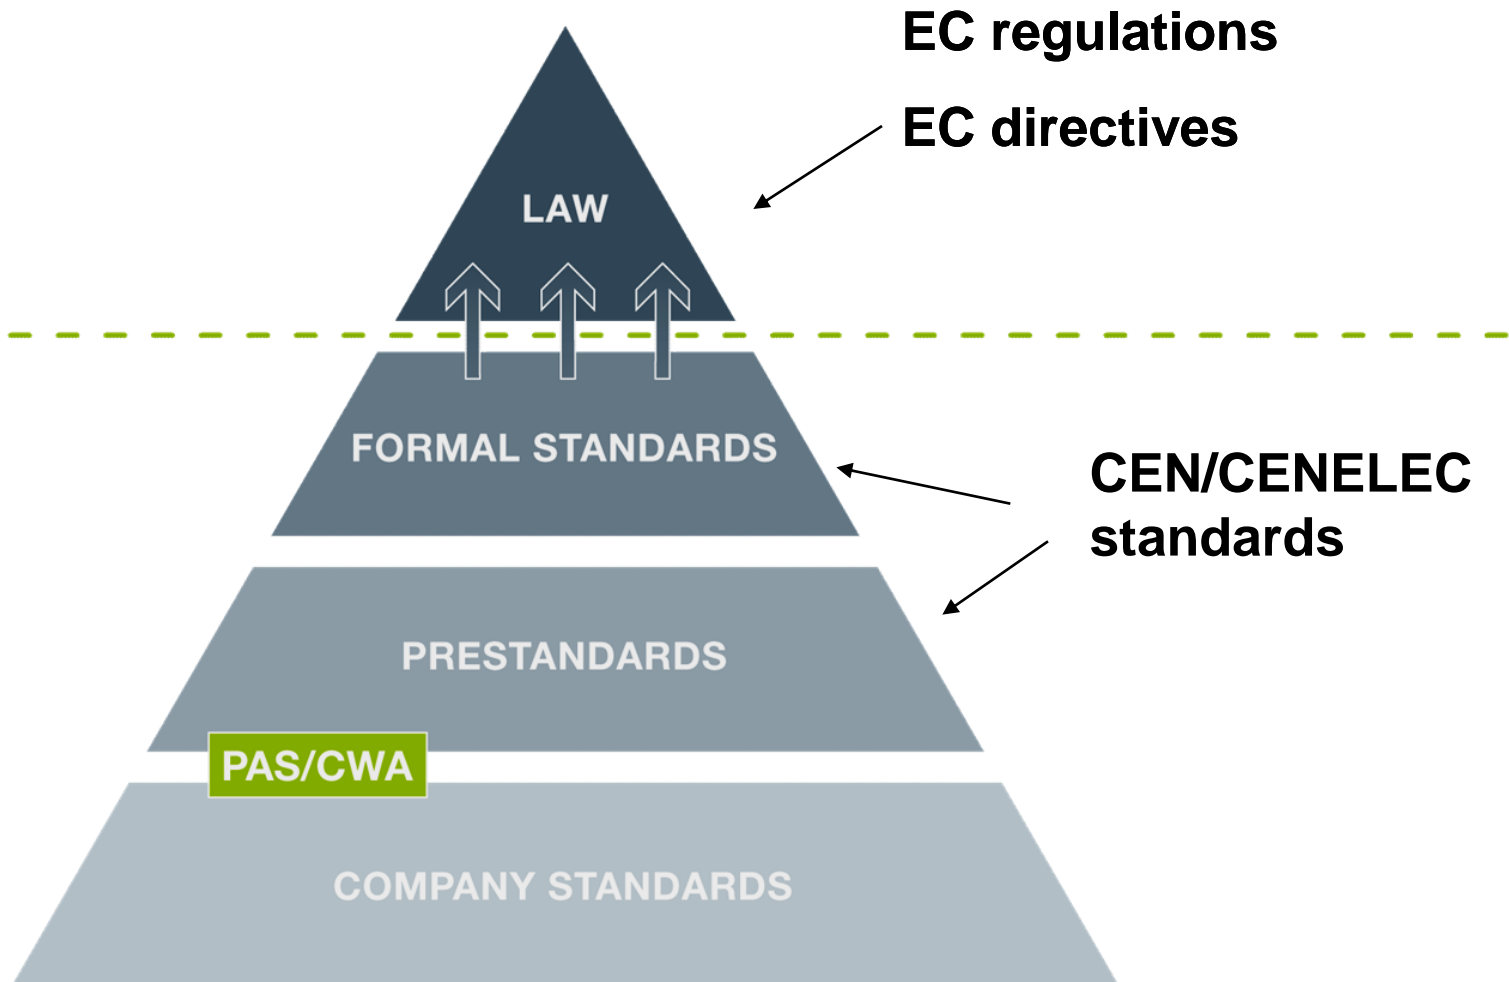 EC regulations
EC directives
LAW
FORMAL STANDARDS
CEN/CENELEC
standards
PRESTANDARDS
PAS/CWA
COMPANY STANDARDS